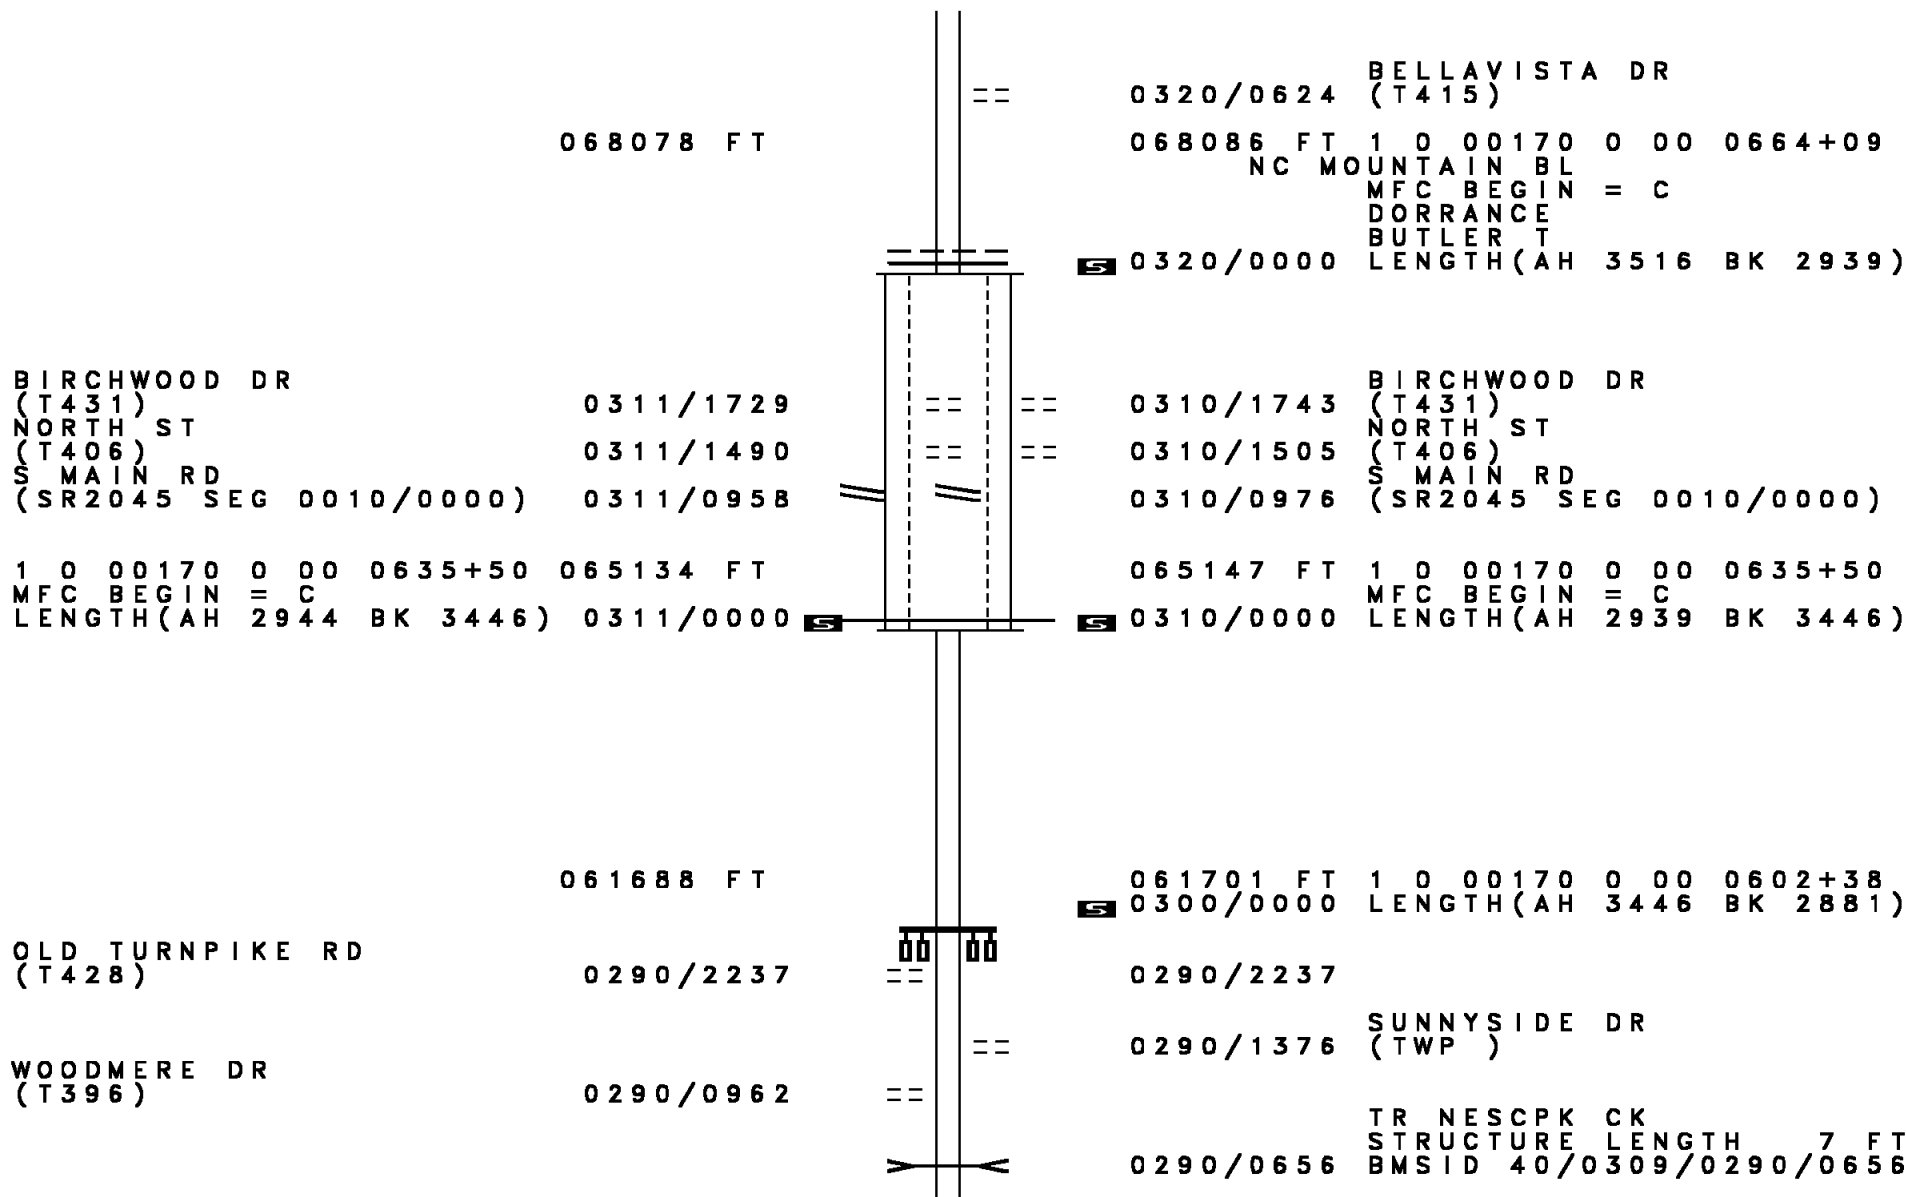 BELLAVISTA DR
0320/0624 (T415)
068078 FT 068086 FT 1 0 00170 0 00 0664+09
NC MOUNTAIN BL
MFC BEGIN = C
DORRANCE
BUTLER T
S 0320/0000 LENGTH(AH 3516 BK 2939)
BIRCHWOOD DR BIRCHWOOD DR
(T431) 0311/1729 0310/1743 (T431)
NORTH ST NORTH ST
(T406) 0311/1490 0310/1505 (T406)
S MAIN RD S MAIN RD
(SR2045 SEG 0010/0000) 0311/0958 0310/0976 (SR2045 SEG 0010/0000)
1 0 00170 0 00 0635+50 065134 FT 065147 FT 1 0 00170 0 00 0635+50
MFC BEGIN = C MFC BEGIN = C
LENGTH(AH 2944 BK 3446) 0311/0000 S S 0310/0000 LENGTH(AH 2939 BK 3446)
061688 FT 061701 FT 1 0 00170 0 00 0602+38
S 0300/0000 LENGTH(AH 3446 BK 2881)
OLD TURNPIKE RD
(T428) 0290/2237 0290/2237
SUNNYSIDE DR
0290/1376 (TWP )
WOODMERE DR
(T396) 0290/0962
TR NESCPK CK
STRUCTURE LENGTH 7 FT
0290/0656 BMSID 40/0309/0290/0656